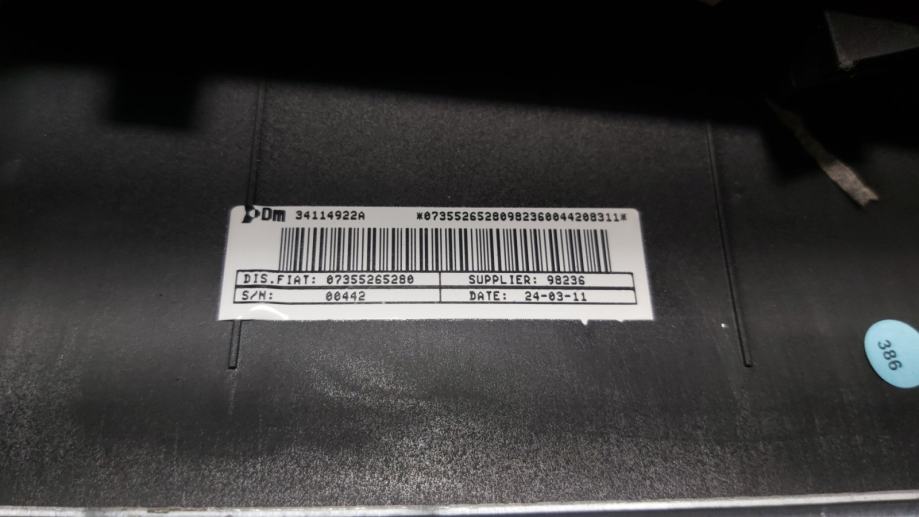 Dm 34114922A *07355265280982360044208311*
DIS.FIAT: 07355265280 SUPPLIER: 98236
S/N: 00442 DATE: 24-03-11
386